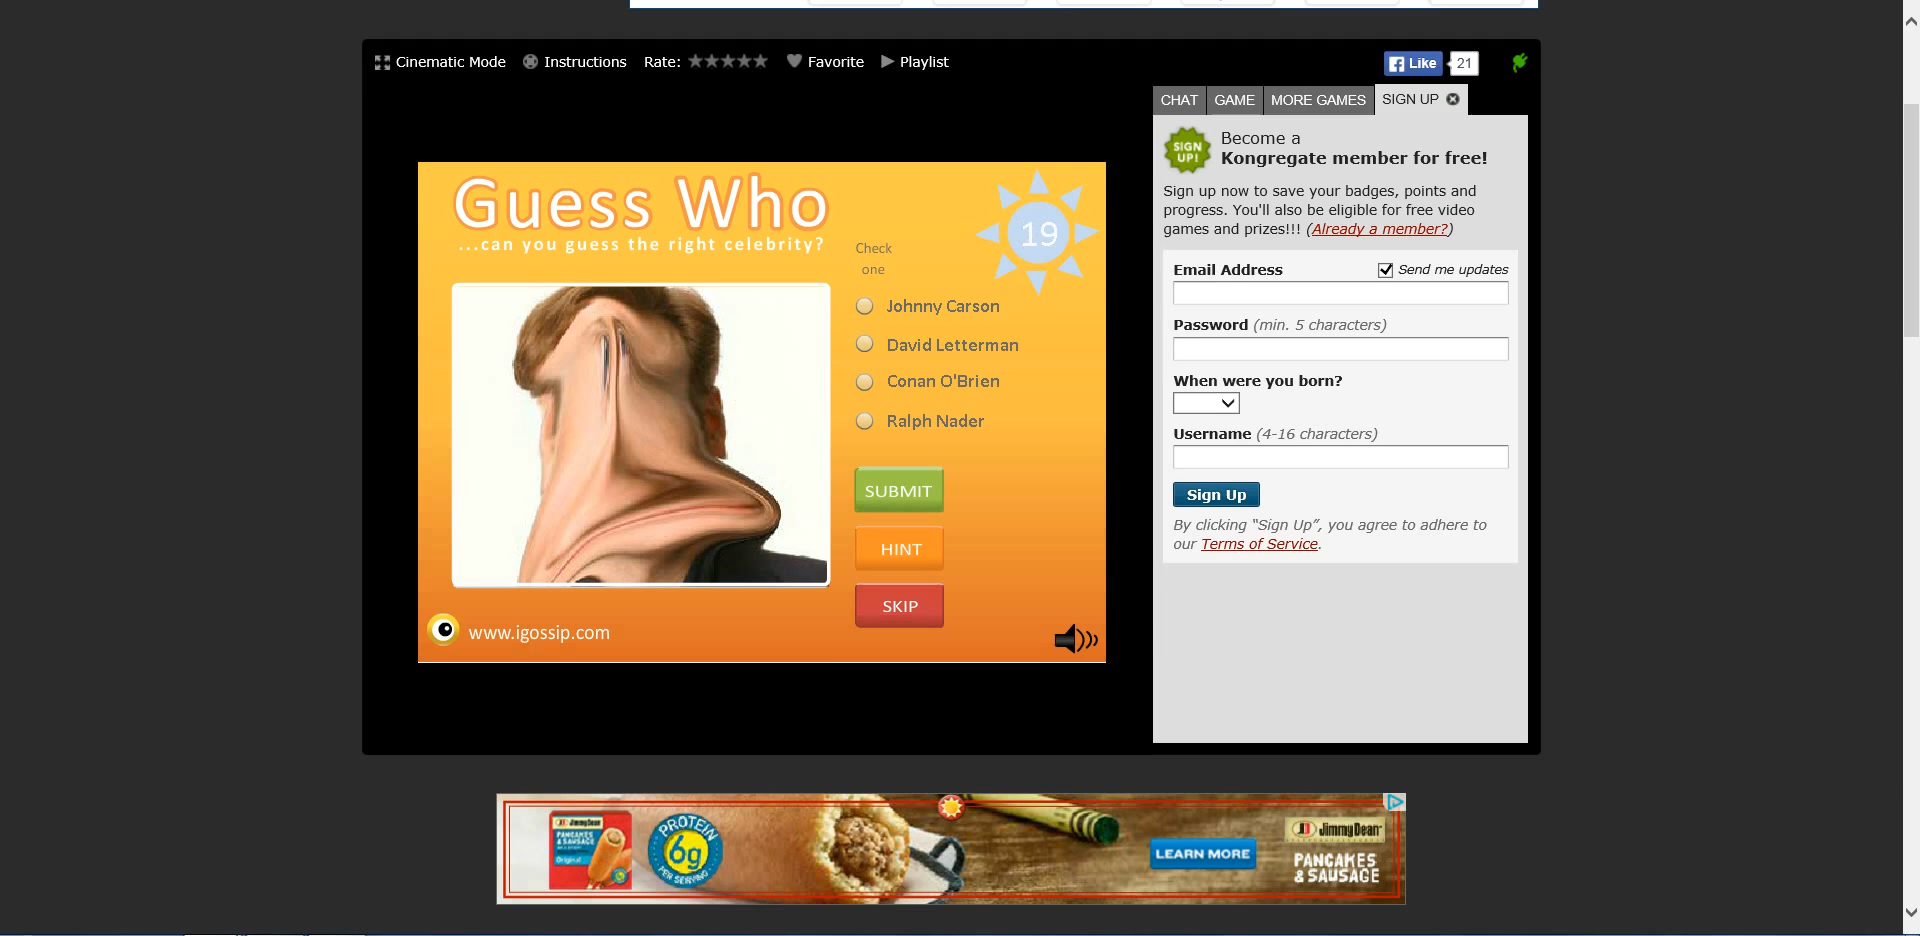 Cinematic Mode
Instructions
Rate:
Favorite
Playlist
Like
21
CHAT
GAME
MORE GAMES
SIGN UP
SIGN UP!
Become a
Kongregate member for free!
Sign up now to save your badges, points and
progress. You'll also be eligible for free video
games and prizes!!! (Already a member?)
Email Address
Send me updates
Password (min. 5 characters)
When were you born?
Username (4-16 characters)
Sign Up
By clicking “Sign Up”, you agree to adhere to
our Terms of Service.
Guess Who
...can you guess the right celebrity?
19
Check
one
Johnny Carson
David Letterman
Conan O'Brien
Ralph Nader
SUBMIT
HINT
SKIP
www.igossip.com
Jimmy Dean
PANCAKES
& SAUSAGE
Original
PROTEIN
6g
PER SERVING
LEARN MORE
Jimmy Dean
PANCAKES
& SAUSAGE